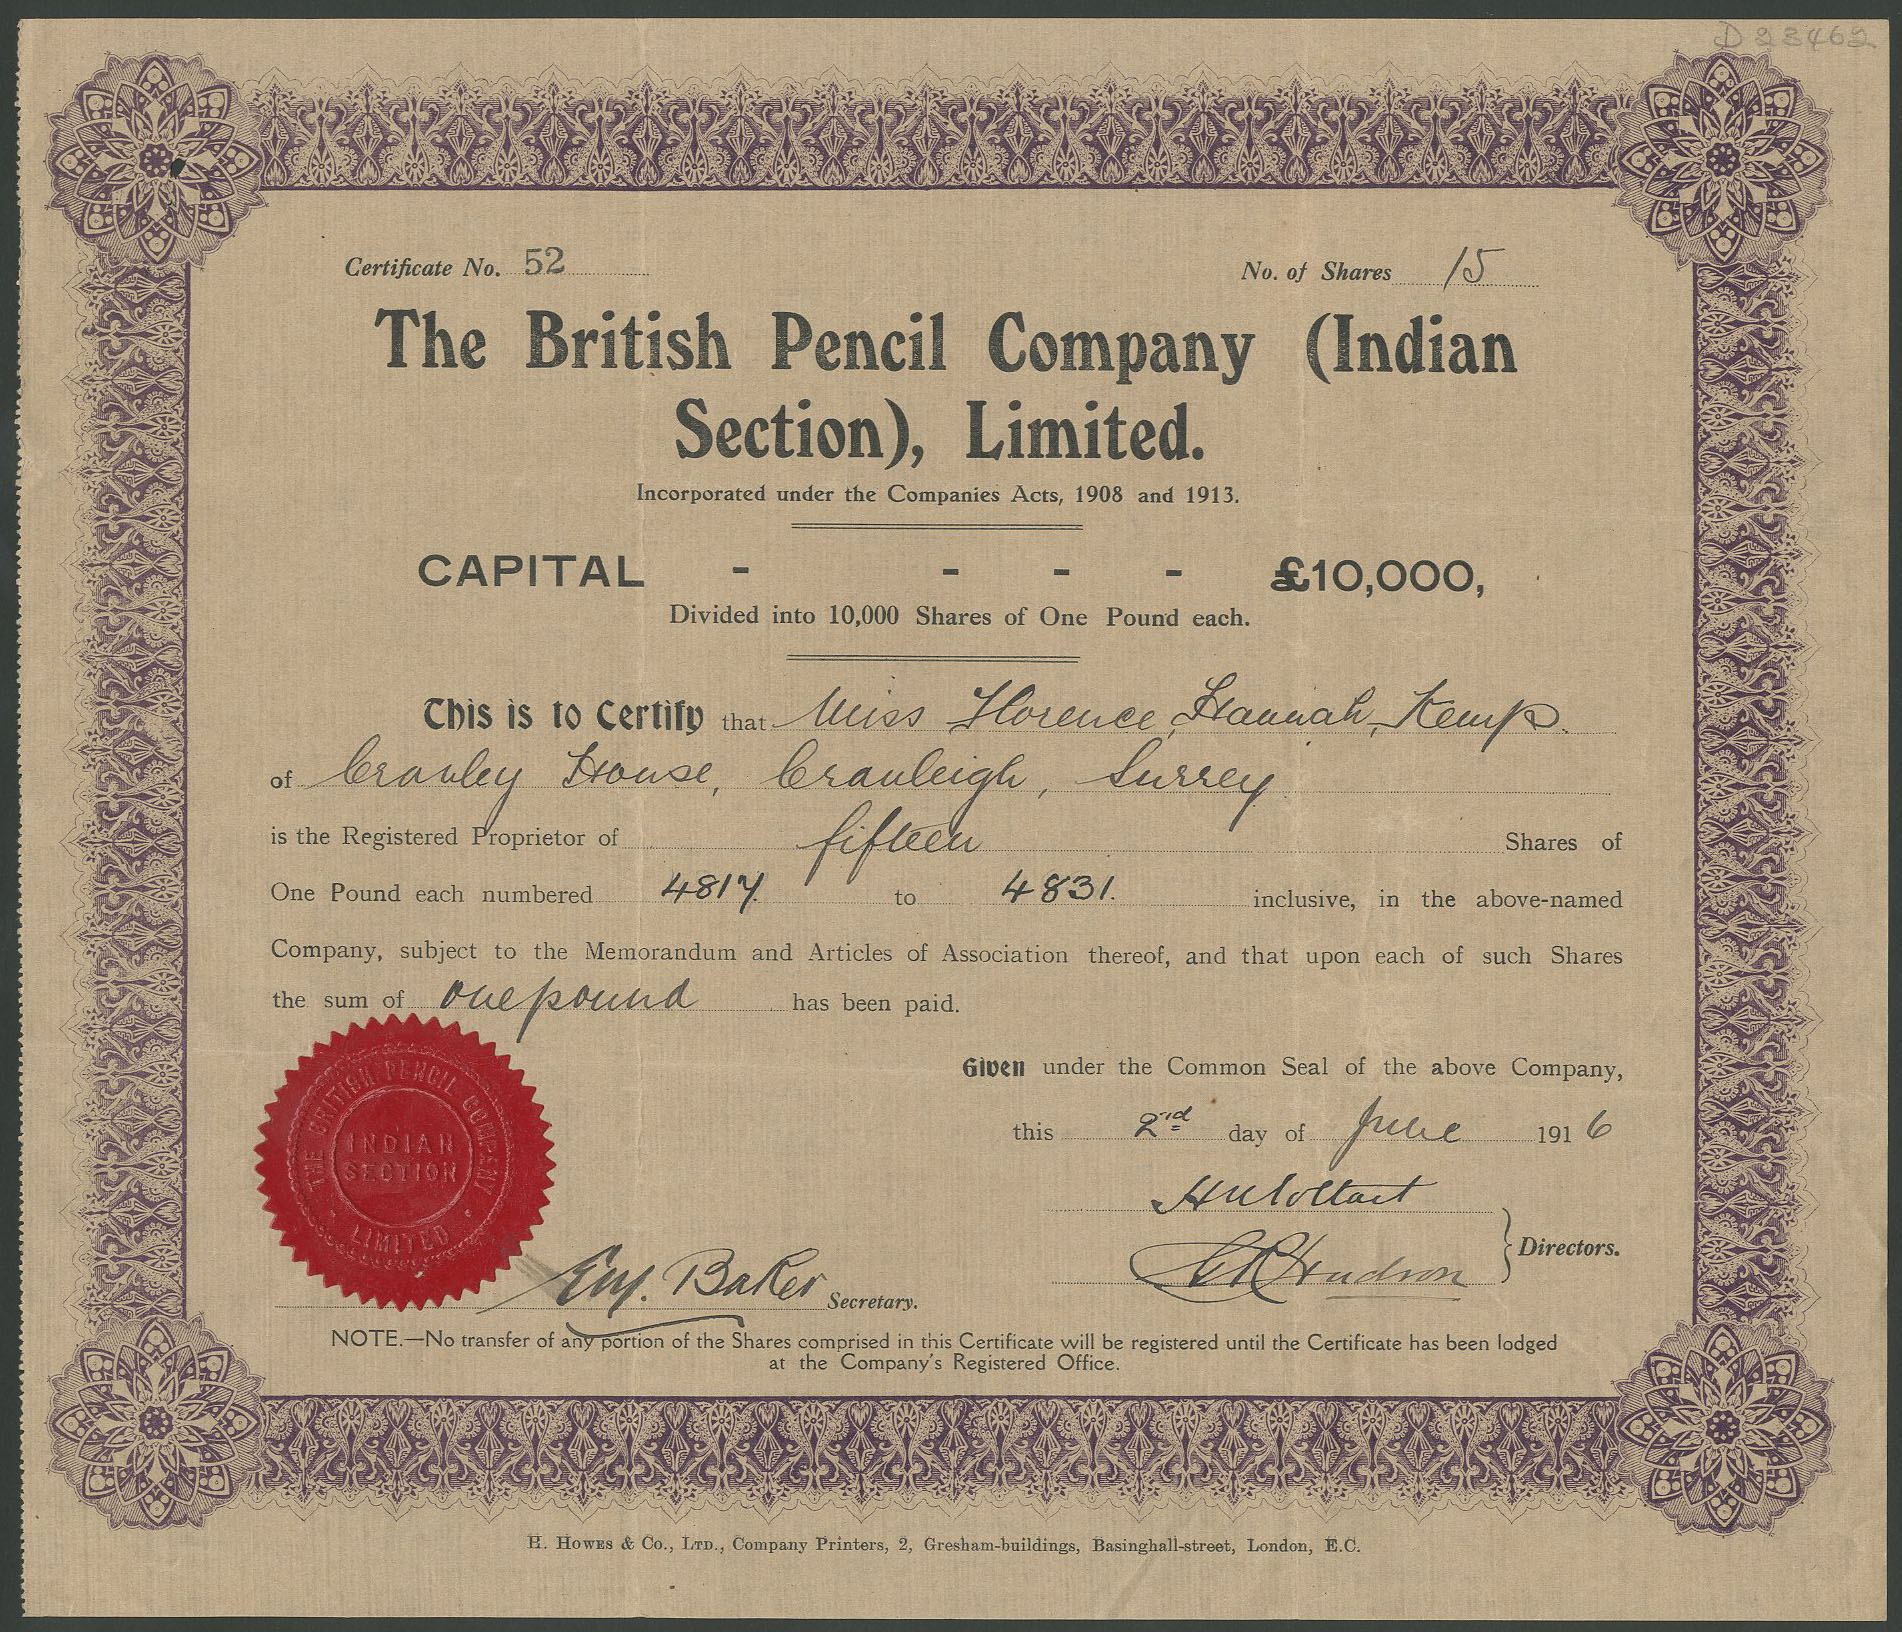 D 23462
Certificate No. 52 No. of Shares 15
The British Pencil Company (Indian
Section), Limited.
Incorporated under the Companies Acts, 1908 and 1913.
CAPITAL - - - - £10,000,
Divided into 10,000 Shares of One Pound each.
This is to Certify that Miss Florence Hannah Kemp.
of Cranley House, Cranleigh, Surrey
is the Registered Proprietor of fifteen Shares of
One Pound each numbered 4817 to 4831. inclusive, in the above-named
Company, subject to the Memorandum and Articles of Association thereof, and that upon each of such Shares
the sum of one pound has been paid.
Given under the Common Seal of the above Company,
this 2nd day of June 1916
THE BRITISH PENCIL COMPANY
INDIAN
SECTION
LIMITED
Hudson
Directors.
Baker Secretary.
NOTE.—No transfer of any portion of the Shares comprised in this Certificate will be registered until the Certificate has been lodged
at the Company's Registered Office.
H. HOWES & CO., LTD., Company Printers, 2, Gresham-buildings, Basinghall-street, London, E.C.